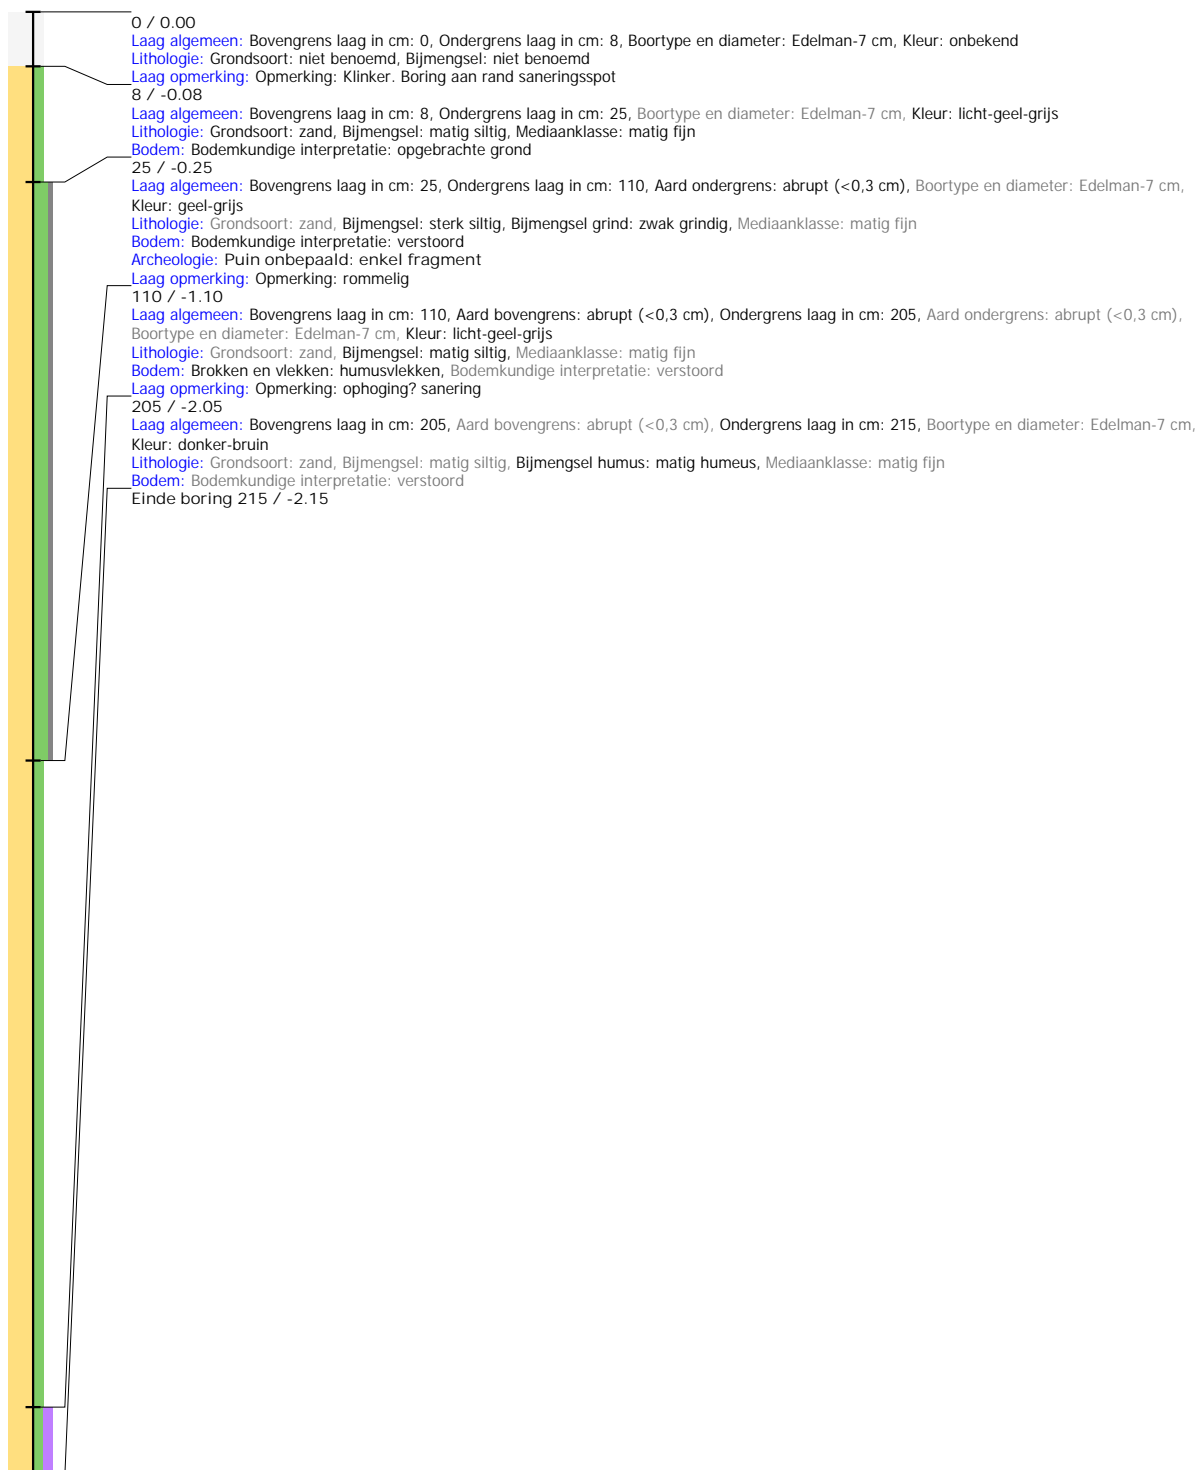 0 / 0.00
Laag algemeen: Bovengrens laag in cm: 0, Ondergrens laag in cm: 8, Boortype en diameter: Edelman-7 cm, Kleur: onbekend
Lithologie: Grondsoort: niet benoemd, Bijmengsel: niet benoemd
Laag opmerking: Opmerking: Klinker. Boring aan rand saneringsspot
8 / -0.08
Laag algemeen: Bovengrens laag in cm: 8, Ondergrens laag in cm: 25, Boortype en diameter: Edelman-7 cm, Kleur: licht-geel-grijs
Lithologie: Grondsoort: zand, Bijmengsel: matig siltig, Mediaanklasse: matig fijn
Bodem: Bodemkundige interpretatie: opgebrachte grond
25 / -0.25
Laag algemeen: Bovengrens laag in cm: 25, Ondergrens laag in cm: 110, Aard ondergrens: abrupt (<0,3 cm), Boortype en diameter: Edelman-7 cm,
Kleur: geel-grijs
Lithologie: Grondsoort: zand, Bijmengsel: sterk siltig, Bijmengsel grind: zwak grindig, Mediaanklasse: matig fijn
Bodem: Bodemkundige interpretatie: verstoord
Archeologie: Puin onbepaald: enkel fragment
Laag opmerking: Opmerking: rommelig
110 / -1.10
Laag algemeen: Bovengrens laag in cm: 110, Aard bovengrens: abrupt (<0,3 cm), Ondergrens laag in cm: 205, Aard ondergrens: abrupt (<0,3 cm),
Boortype en diameter: Edelman-7 cm, Kleur: licht-geel-grijs
Lithologie: Grondsoort: zand, Bijmengsel: matig siltig, Mediaanklasse: matig fijn
Bodem: Brokken en vlekken: humusvlekken, Bodemkundige interpretatie: verstoord
Laag opmerking: Opmerking: ophoging? sanering
205 / -2.05
Laag algemeen: Bovengrens laag in cm: 205, Aard bovengrens: abrupt (<0,3 cm), Ondergrens laag in cm: 215, Boortype en diameter: Edelman-7 cm,
Kleur: donker-bruin
Lithologie: Grondsoort: zand, Bijmengsel: matig siltig, Bijmengsel humus: matig humeus, Mediaanklasse: matig fijn
Bodem: Bodemkundige interpretatie: verstoord
Einde boring 215 / -2.15